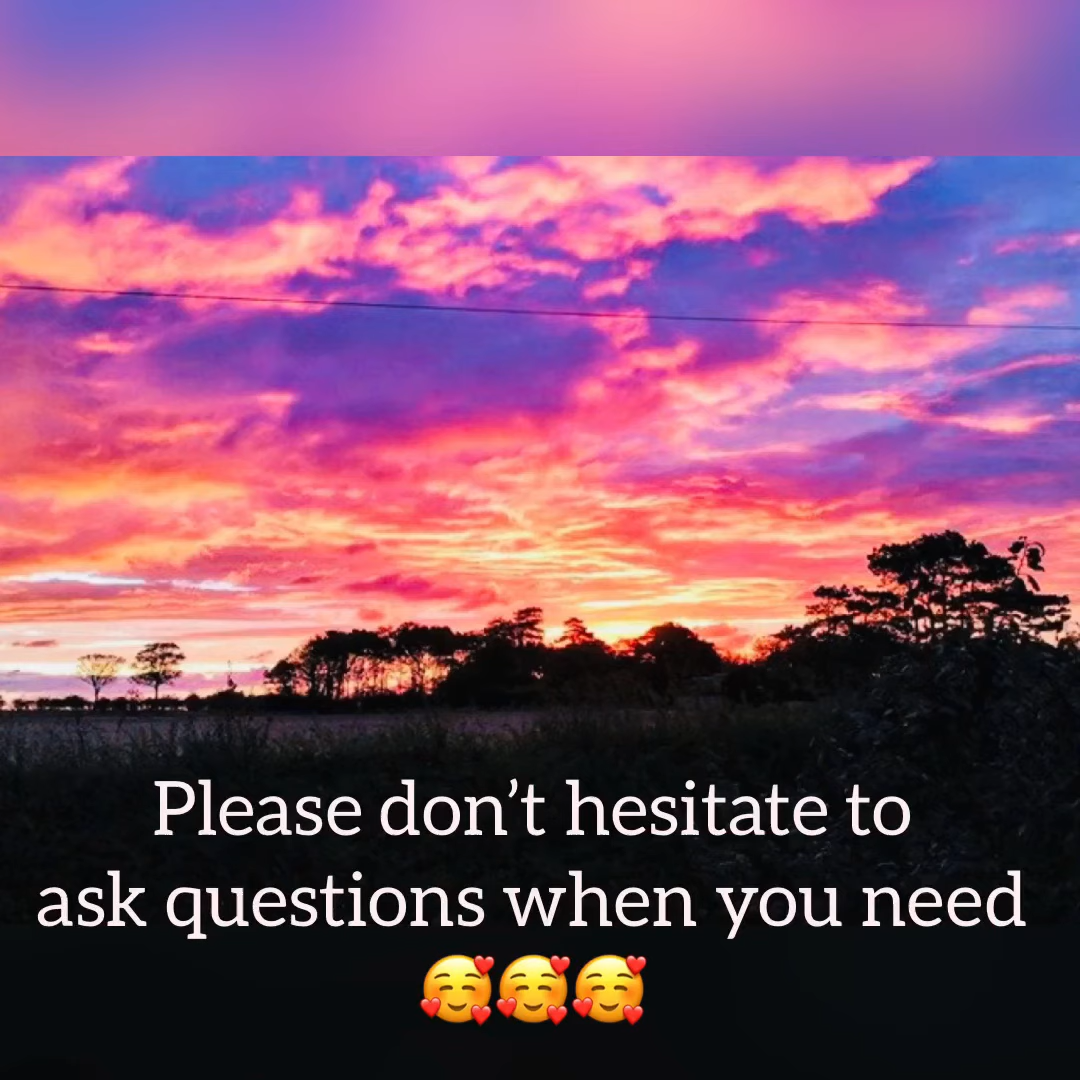 Please don’t hesitate to
ask questions when you need
🥰🥰🥰